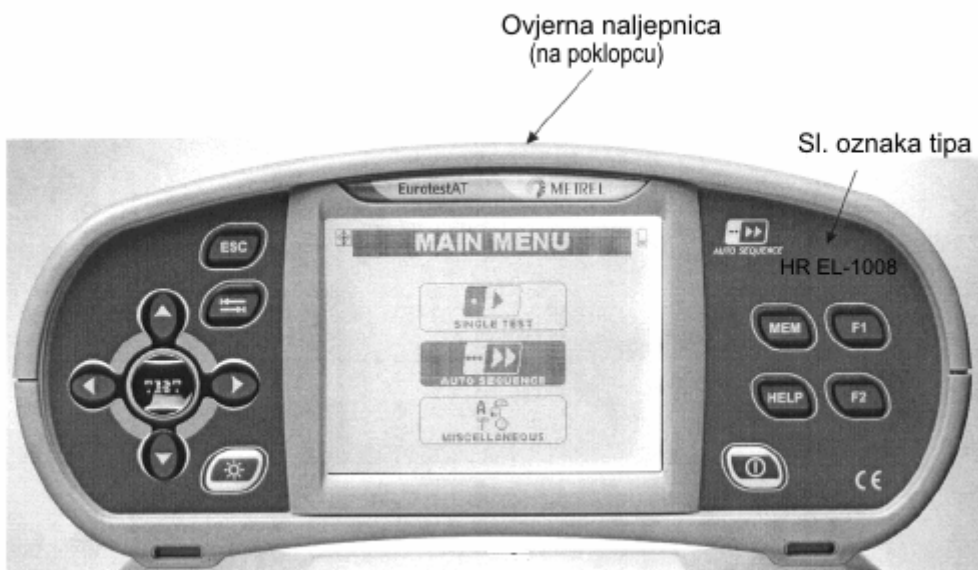 Ovjerna naljepnica
(na poklopcu)
Sl. oznaka tipa
EurotestAT
METREL
ESC
MAIN MENU
AUTO SEQUENCE
HR EL-1008
SINGLE TEST
MEM
F1
TEST
AUTO SEQUENCE
HELP
F2
MISCELLANEOUS
CE